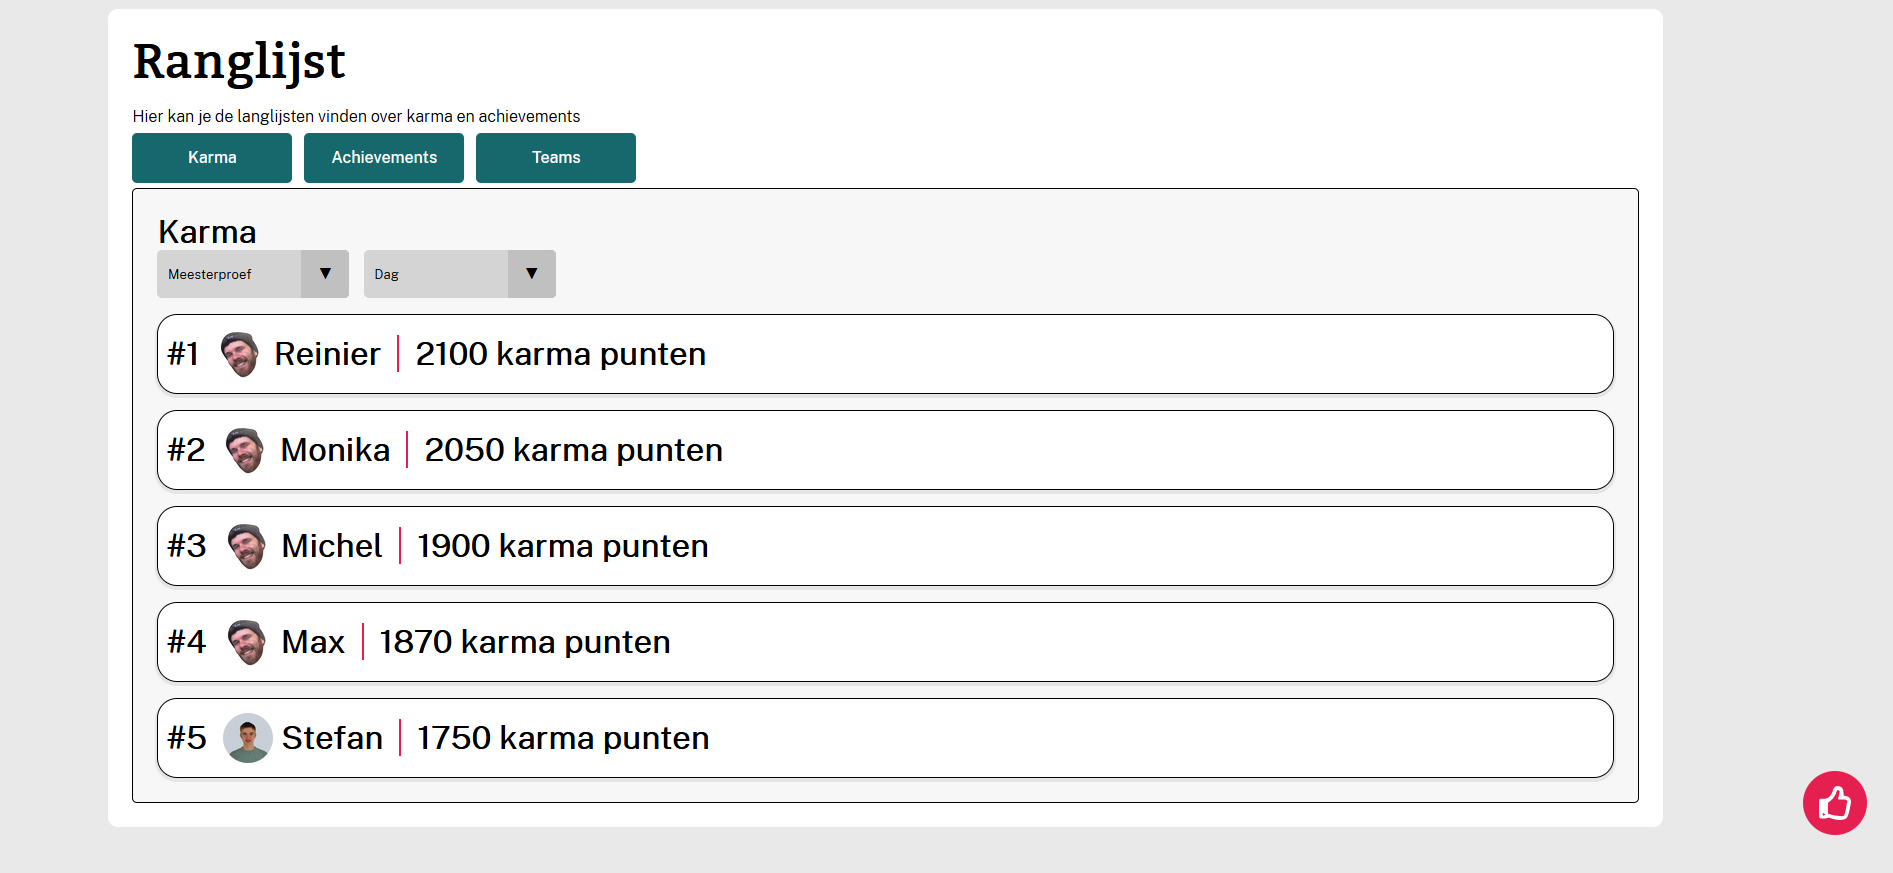 Ranglijst
Hier kan je de langlijsten vinden over karma en achievements
Karma Achievements Teams
Karma
Meesterproef ▼ Dag ▼
#1 Reinier | 2100 karma punten
#2 Monika | 2050 karma punten
#3 Michel | 1900 karma punten
#4 Max | 1870 karma punten
#5 Stefan | 1750 karma punten